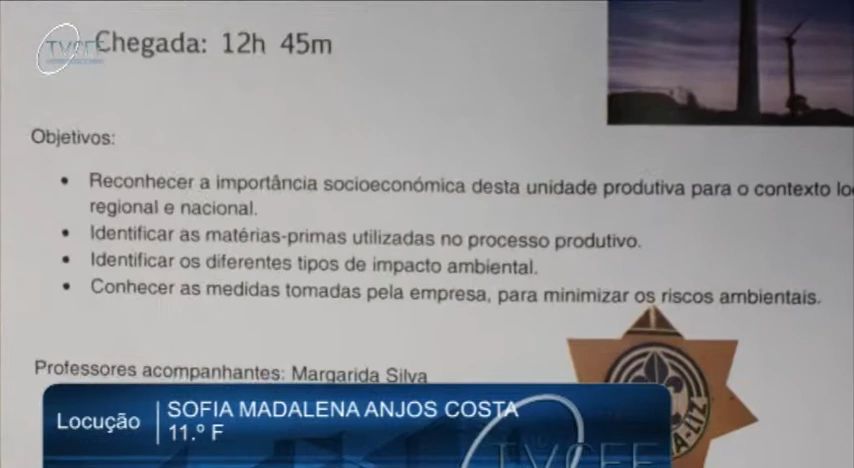 TVCFF
Chegada: 12h 45m
Objetivos:
• Reconhecer a importância socioeconómica desta unidade produtiva para o contexto lo
regional e nacional.
• Identificar as matérias-primas utilizadas no processo produtivo.
• Identificar os diferentes tipos de impacto ambiental.
• Conhecer as medidas tomadas pela empresa, para minimizar os riscos ambientais.
Professores acompanhantes: Margarida Silva
A-LIZ
Locução
SOFIA MADALENA ANJOS COSTA
11.º F